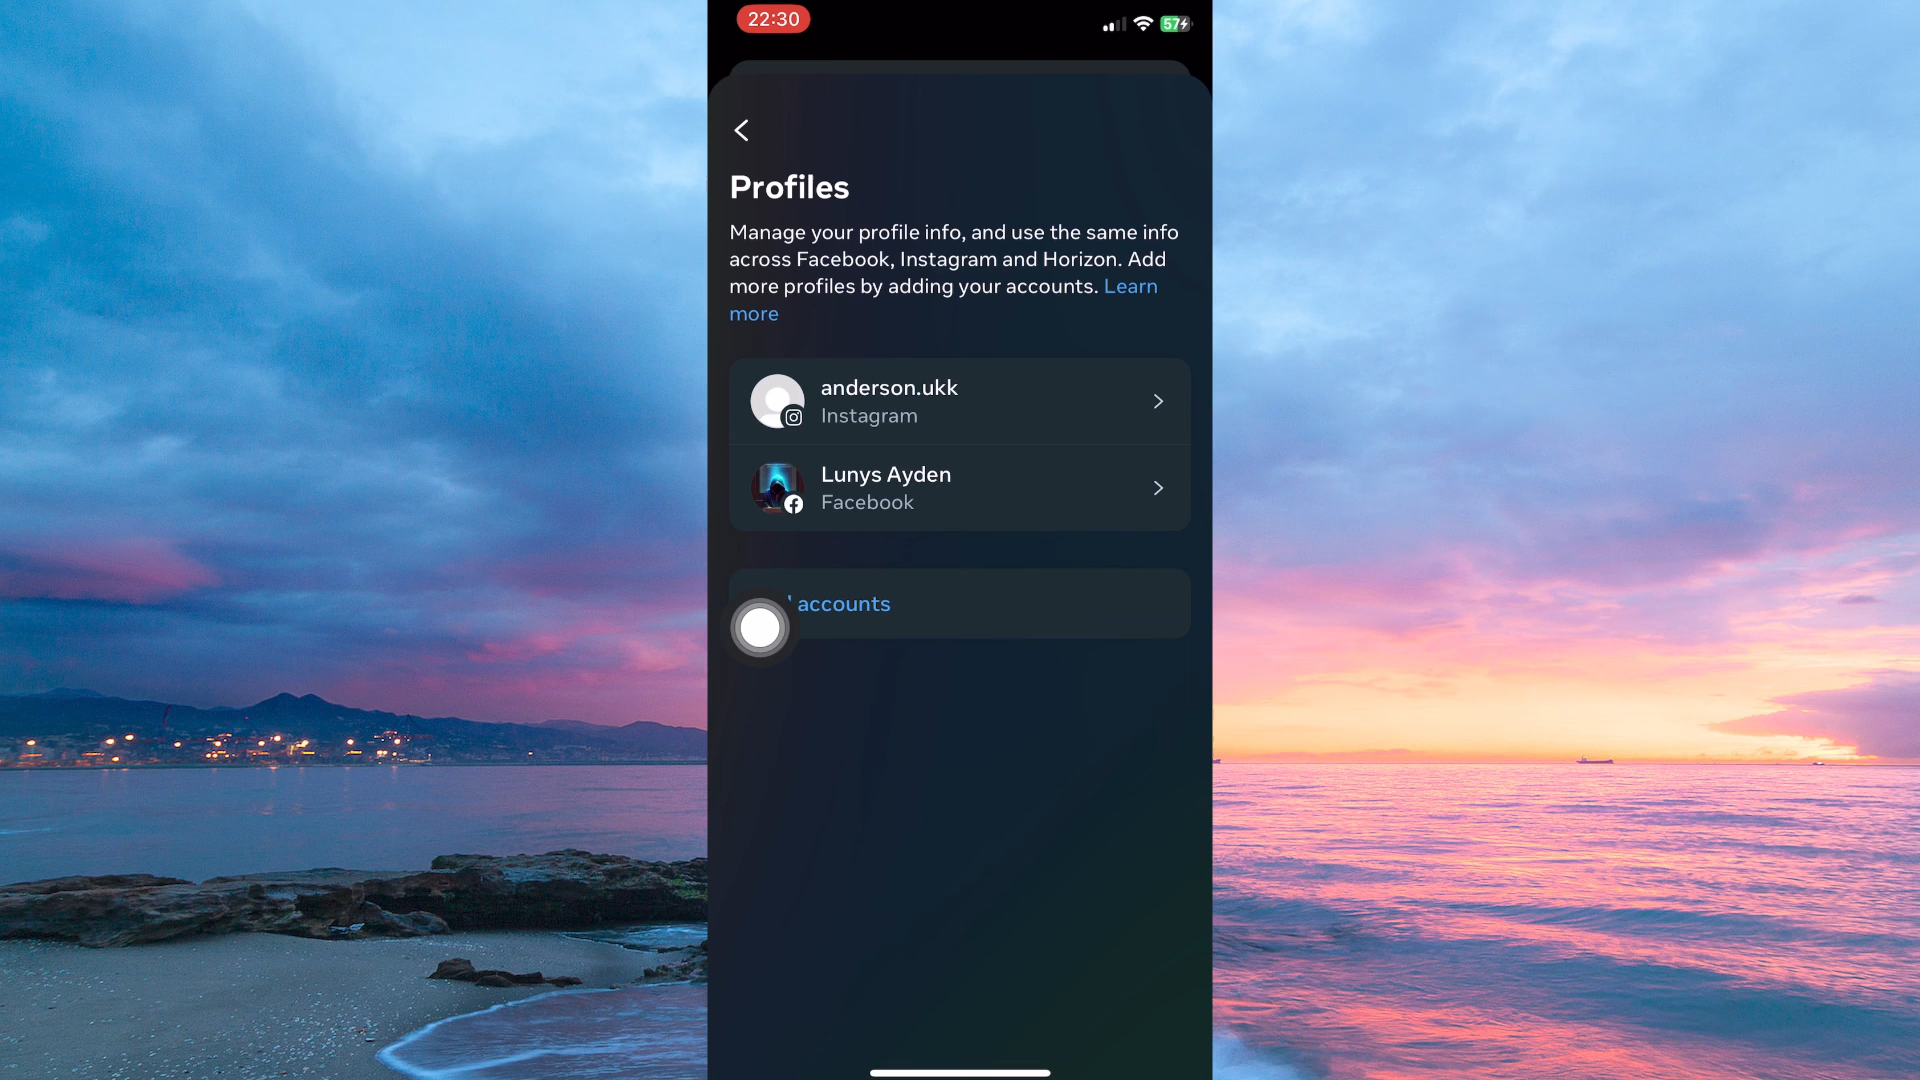 22:30
57
Profiles
Manage your profile info, and use the same info
across Facebook, Instagram and Horizon. Add
more profiles by adding your accounts. Learn
more
anderson.ukk
Instagram
Lunys Ayden
Facebook
accounts